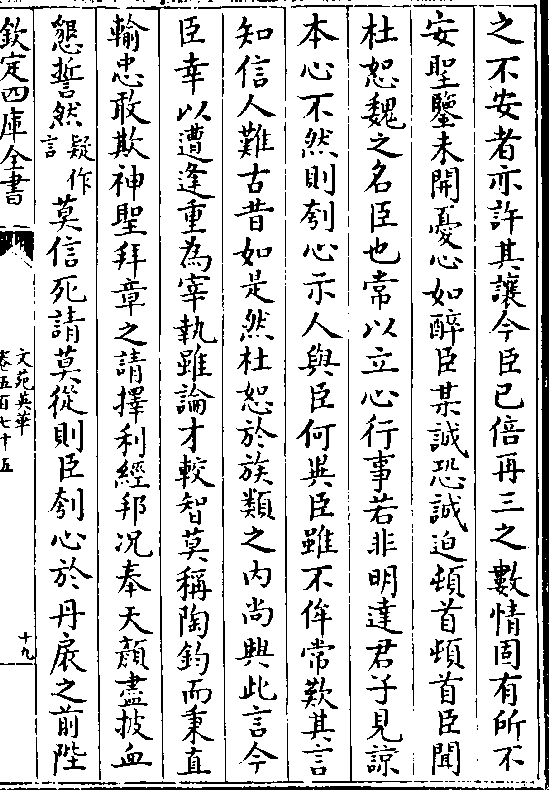 之不安者亦許其讓今臣已倍再三之數情固有所不
安聖鑒未開憂心如醉臣某誠恐誠迫頓首頓首臣聞
杜恕魏之名臣也常以立心行事若非明達君子見諒
本心不然則刳心示人與臣何異臣雖不侔常歎其言
知信人難古昔如是然杜恕於族類之内尚興此言今
臣幸以遭逢重為宰執雖論才較智莫稱陶鈞而秉直
輸忠敢欺神聖拜章之請擇利經邦况奉天顔盡披血
懇誓然疑作言莫信死請莫從則臣刳心於丹扆之前陛
欽定四庫全書
文苑英華
卷五百七十五
十九